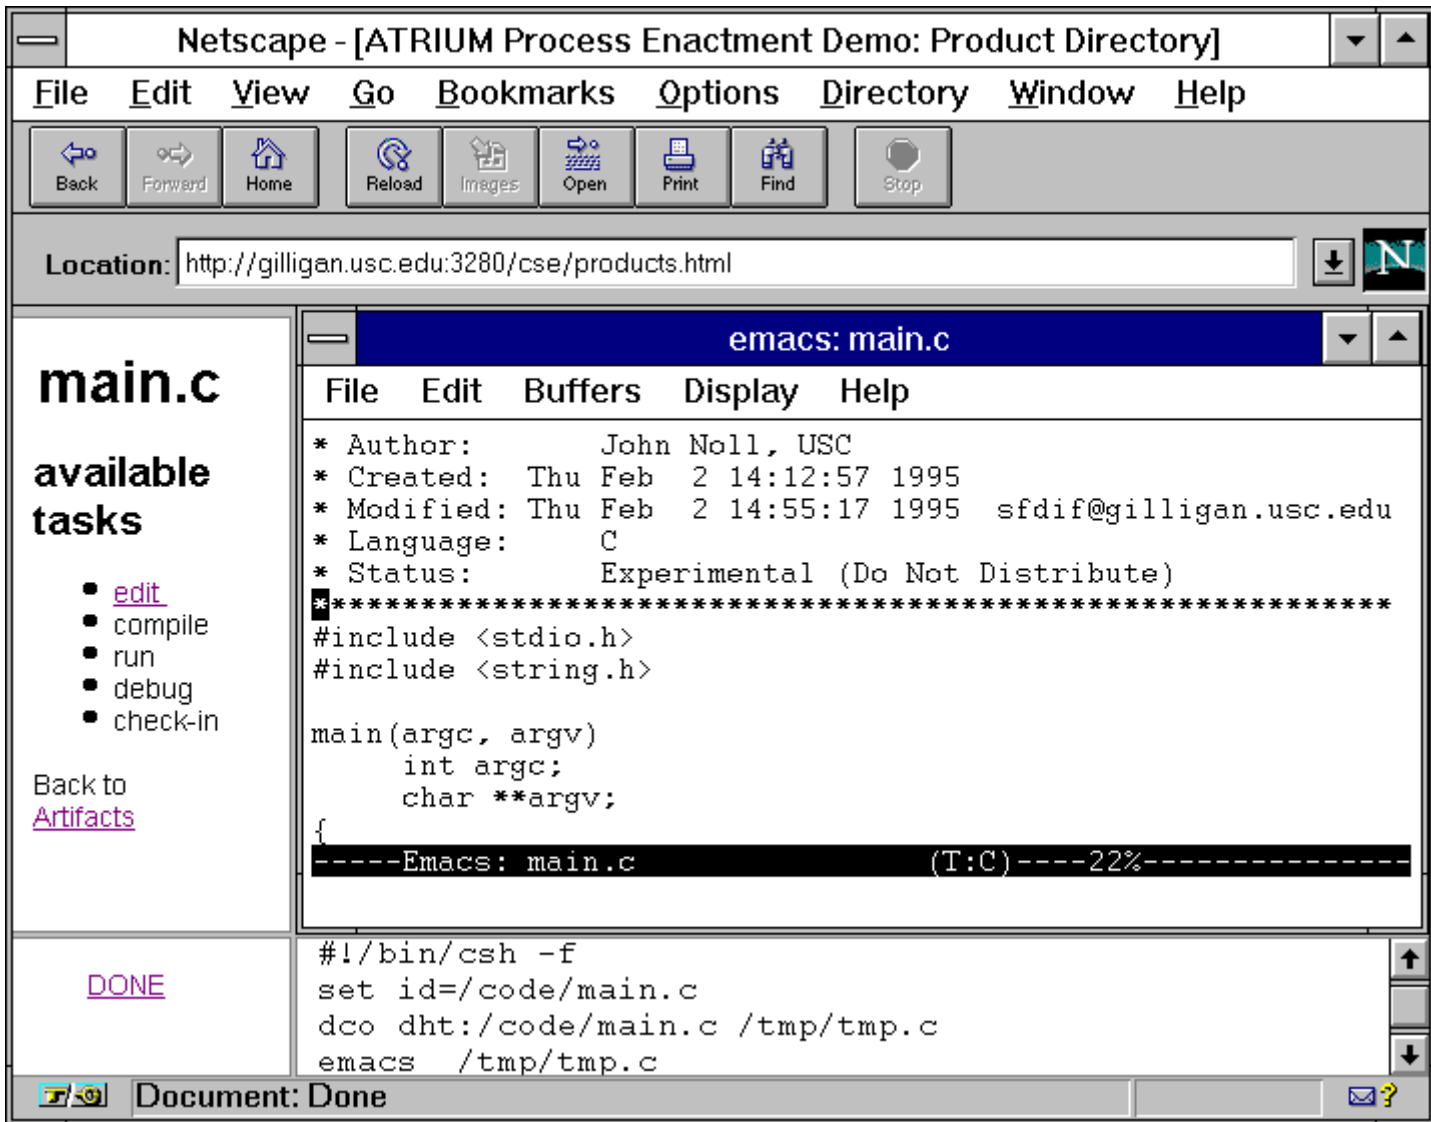 Netscape - [ATRIUM Process Enactment Demo: Product Directory]
File Edit View Go Bookmarks Options Directory Window Help
Back Forward Home Reload Images Open Print Find Stop
Location: http://gilligan.usc.edu:3280/cse/products.html
N
main.c
available
tasks
edit
compile
run
debug
check-in
Back to
Artifacts
emacs: main.c
File Edit Buffers Display Help
* Author:       John Noll, USC
* Created:  Thu Feb  2 14:12:57 1995
* Modified: Thu Feb  2 14:55:17 1995  sfdif@gilligan.usc.edu
* Language:     C
* Status:       Experimental (Do Not Distribute)
************************************************************
#include <stdio.h>
#include <string.h>
main(argc, argv)
     int argc;
     char **argv;
{
-----Emacs: main.c                (T:C)----22%---------------
DONE
#!/bin/csh -f
set id=/code/main.c
dco dht:/code/main.c /tmp/tmp.c
emacs  /tmp/tmp.c
Document: Done
?